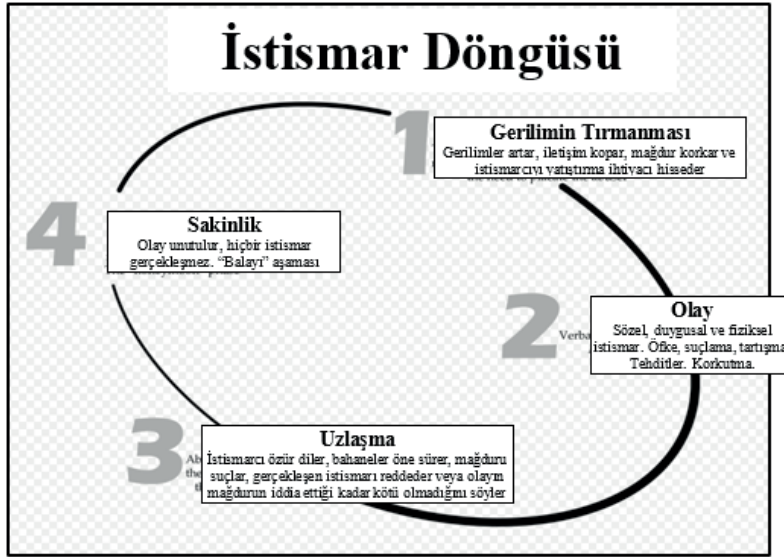 İstismar Döngüsü
1
Gerilimin Tırmanması
Gerilimler artar, iletişim kopar, mağdur korkar ve
istismarcıyı yatıştırma ihtiyacı hisseder
2
Olay
Sözel, duygusal ve fiziksel
istismar. Öfke, suçlama, tartışma
Tehditler. Korkutma.
3
Uzlaşma
İstismarcı özür diler, bahaneler öne sürer, mağduru
suçlar, gerçekleşen istismarı reddeder veya olayın
mağdurun iddia ettiği kadar kötü olmadığını söyler
4
Sakinlik
Olay unutulur, hiçbir istismar
gerçekleşmez. “Balayı” aşaması